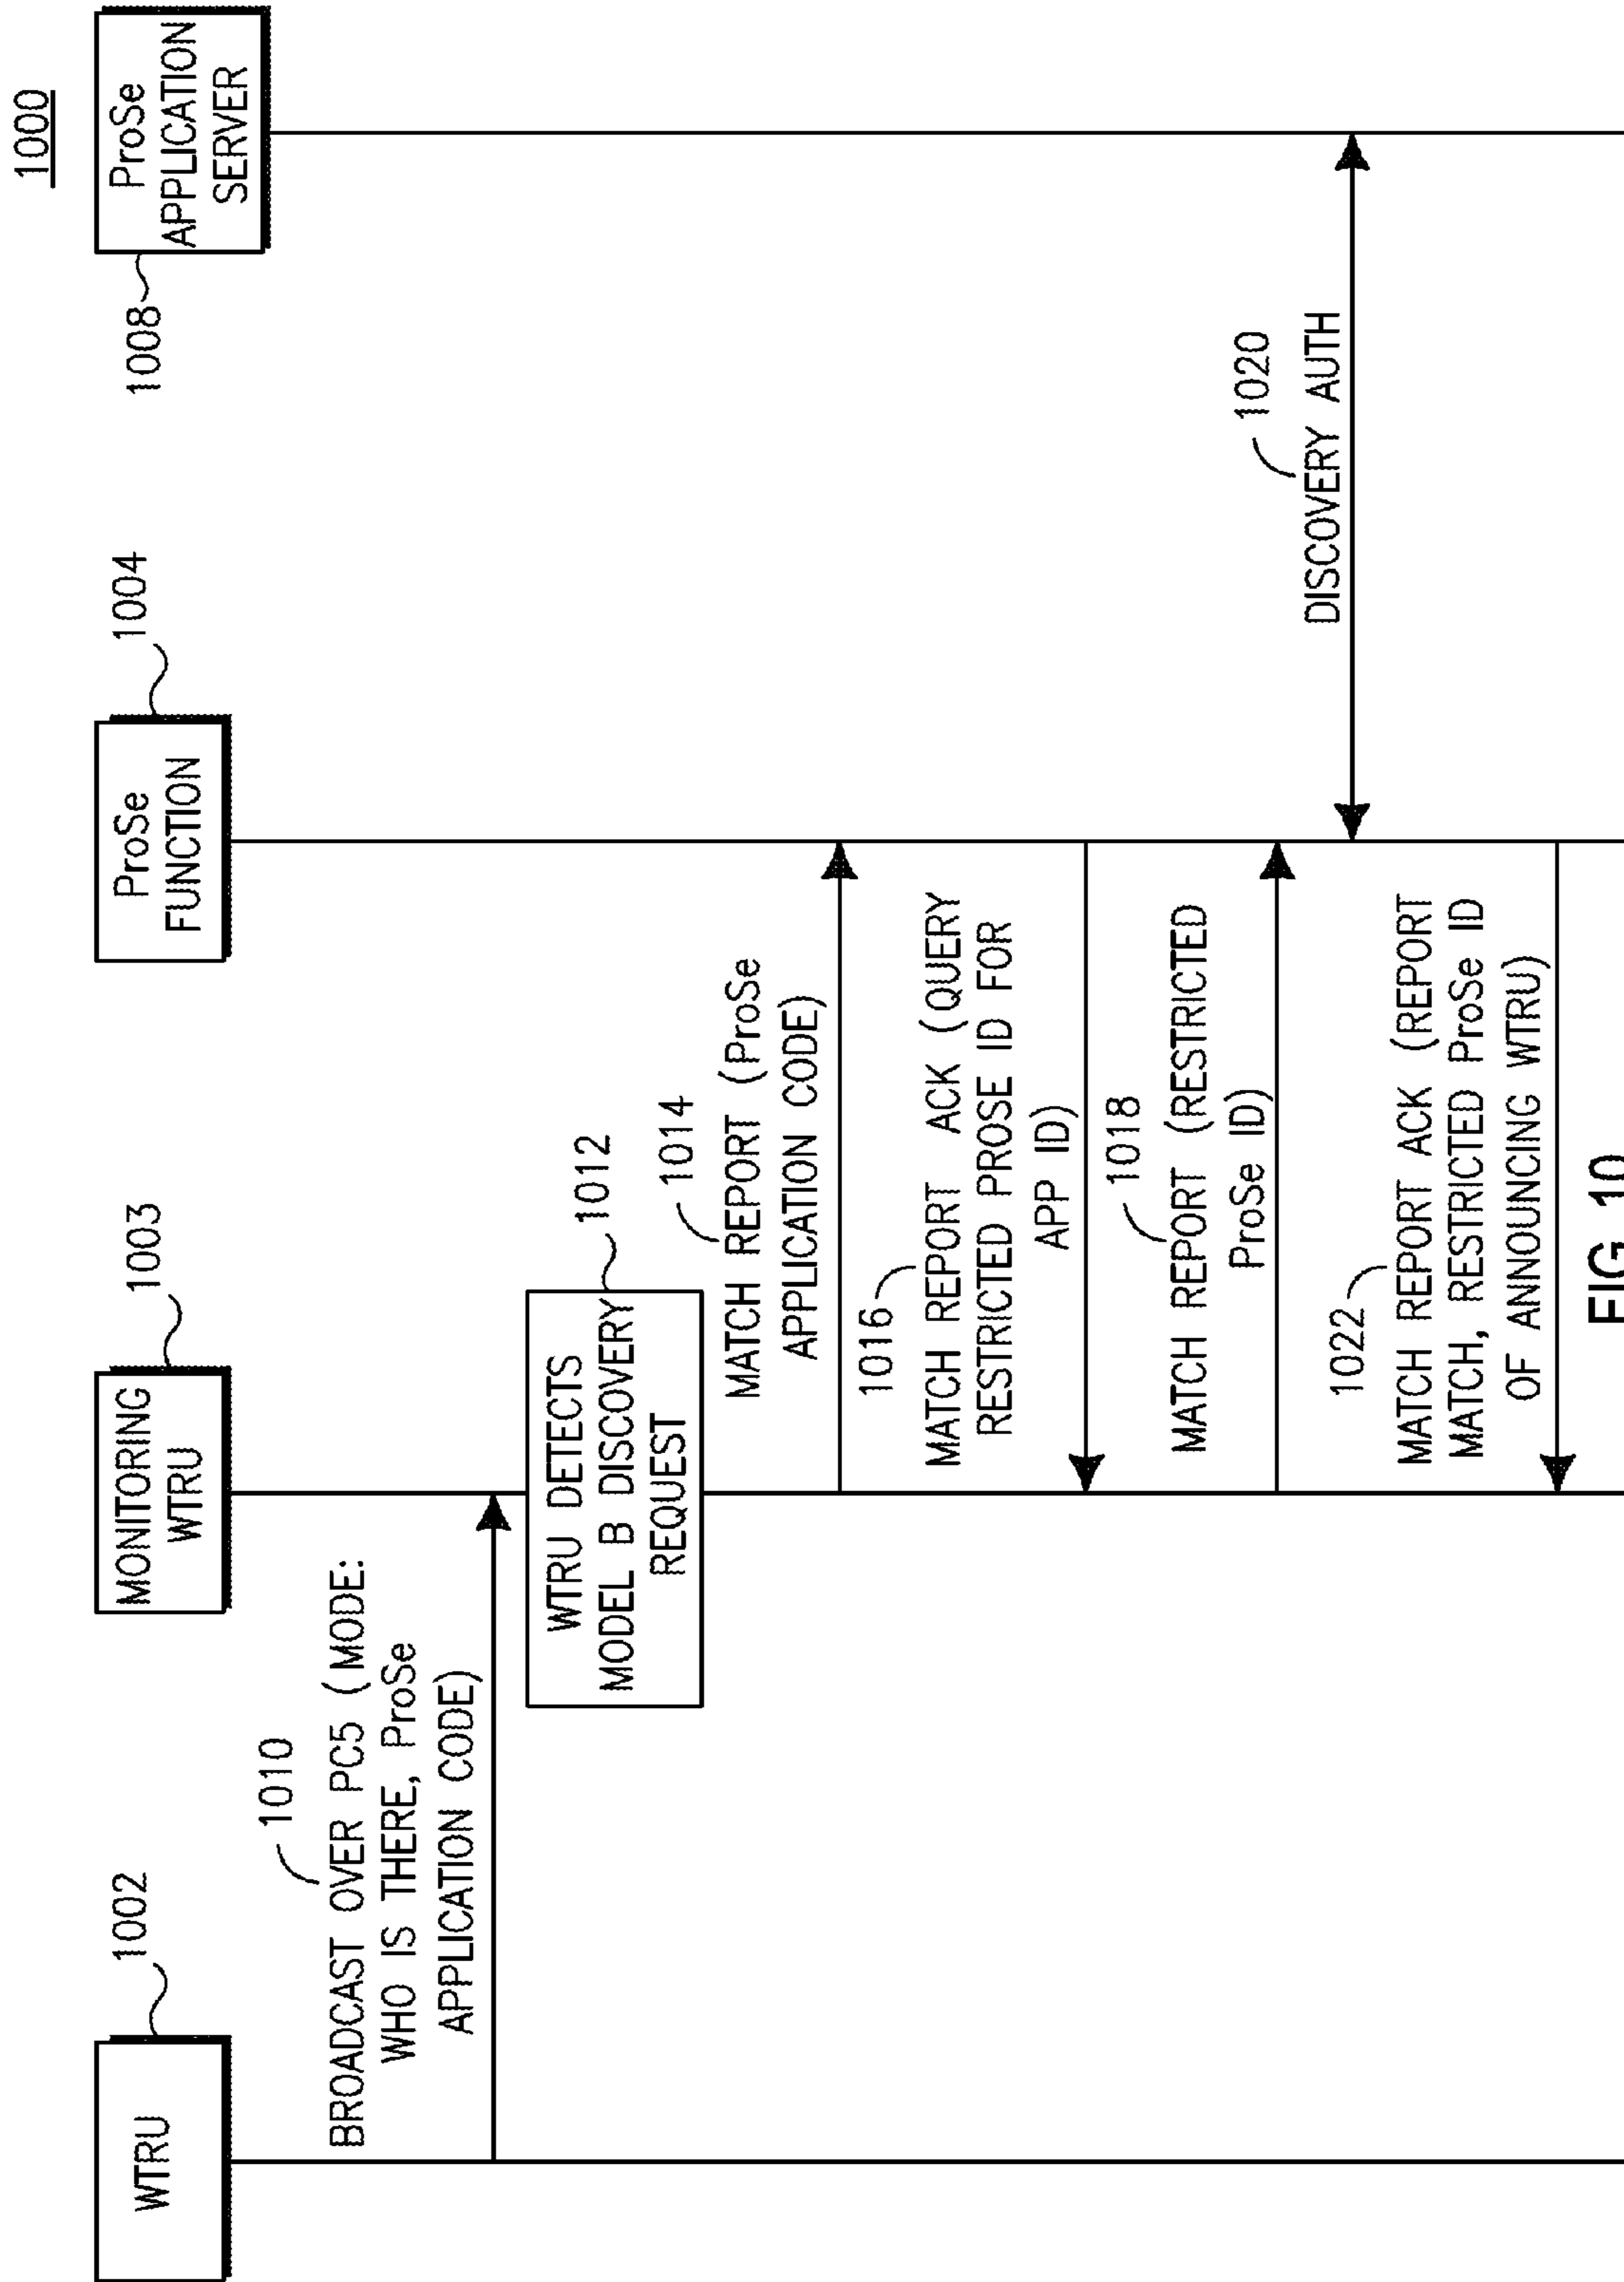 1000
WTRU
1002
MONITORING
WTRU
1003
ProSe
FUNCTION
1004
ProSe
APPLICATION
SERVER
1008
1010
BROADCAST OVER PC5 (MODE:
WHO IS THERE, ProSe
APPLICATION CODE)
WTRU DETECTS
MODEL B DISCOVERY
REQUEST
1012
1014
MATCH REPORT (ProSe
APPLICATION CODE)
1016
MATCH REPORT ACK (QUERY
RESTRICTED PROSE ID FOR
APP ID)
1018
MATCH REPORT (RESTRICTED
ProSe ID)
1020
DISCOVERY AUTH
1022
MATCH REPORT ACK (REPORT
MATCH, RESTRICTED ProSe ID
OF ANNOUNCING WTRU)
FIG. 10